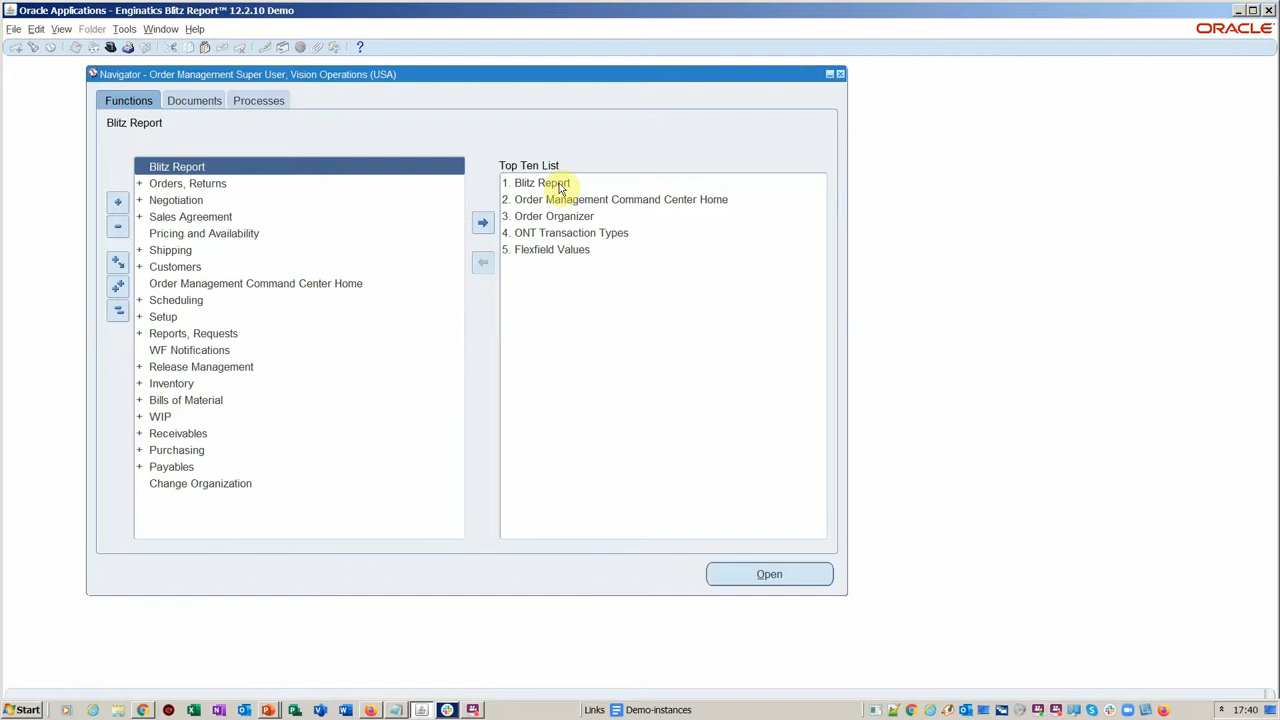 Oracle Applications - Enginatics Blitz Report™ 12.2.10 Demo
File Edit View Folder Tools Window Help
ORACLE
Navigator - Order Management Super User, Vision Operations (USA)
Functions Documents Processes
Blitz Report
Blitz Report
+ Orders, Returns
+ Negotiation
+ Sales Agreement
Pricing and Availability
+ Shipping
+ Customers
Order Management Command Center Home
+ Scheduling
+ Setup
+ Reports, Requests
WF Notifications
+ Release Management
+ Inventory
+ Bills of Material
+ WIP
+ Receivables
+ Purchasing
+ Payables
Change Organization
Top Ten List
1. Blitz Report
2. Order Management Command Center Home
3. Order Organizer
4. ONT Transaction Types
5. Flexfield Values
Open
Start
Links Demo-instances
17:40